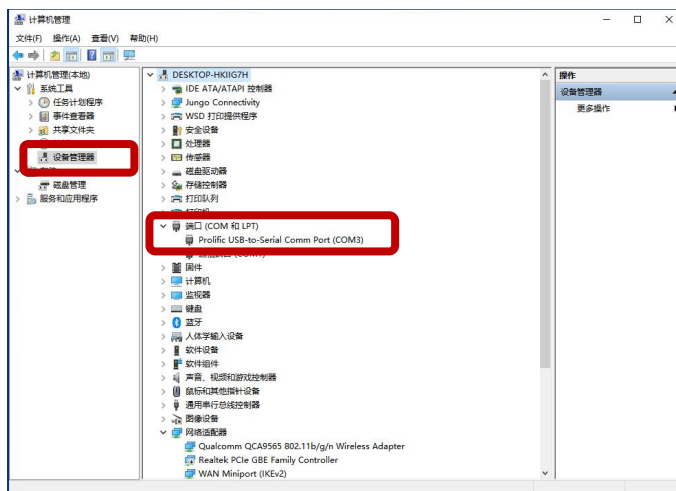 计算机管理
文件(F) 操作(A) 查看(V) 帮助(H)
计算机管理(本地)
系统工具
任务计划程序
事件查看器
共享文件夹
设备管理器
磁盘管理
服务和应用程序
DESKTOP-HKIIG7H
IDE ATA/ATAPI 控制器
Jungo Connectivity
WSD 打印提供程序
安全设备
处理器
传感器
磁盘驱动器
存储控制器
打印队列
端口 (COM 和 LPT)
Prolific USB-to-Serial Comm Port (COM3)
固件
计算机
监视器
键盘
蓝牙
人体学输入设备
软件设备
软件组件
声音、视频和游戏控制器
鼠标和其他指针设备
通用串行总线控制器
图像设备
网络适配器
Qualcomm QCA9565 802.11b/g/n Wireless Adapter
Realtek PCIe GBE Family Controller
WAN Miniport (IKEv2)
操作
设备管理器
更多操作